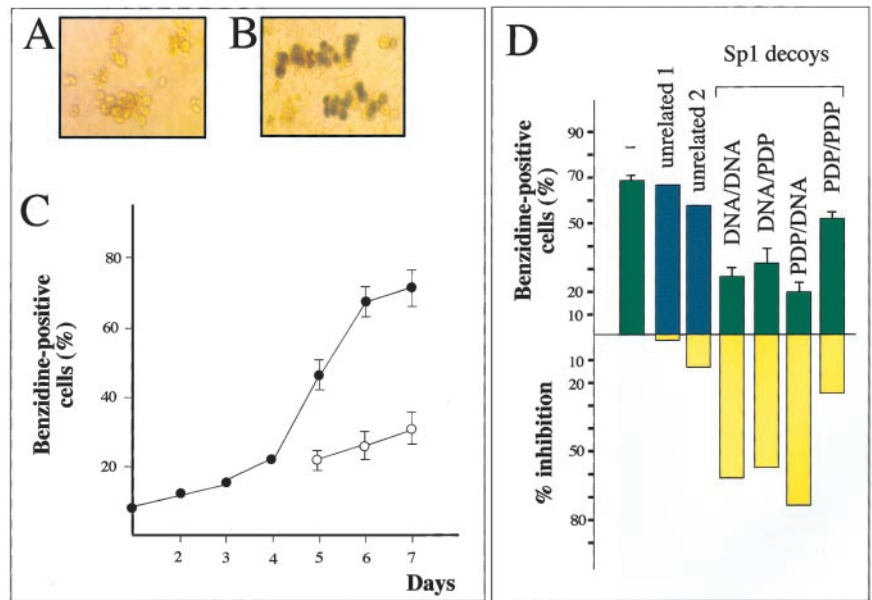 A
B
C
Benzidine-positive
cells (%)
80
60
40
20
2
3
4
5
6
7
Days
D
Sp1 decoys
–
unrelated 1
unrelated 2
DNA/DNA
DNA/PDP
PDP/DNA
PDP/PDP
Benzidine-positive
cells (%)
90
70
50
20
10
10
20
50
80
% inhibition